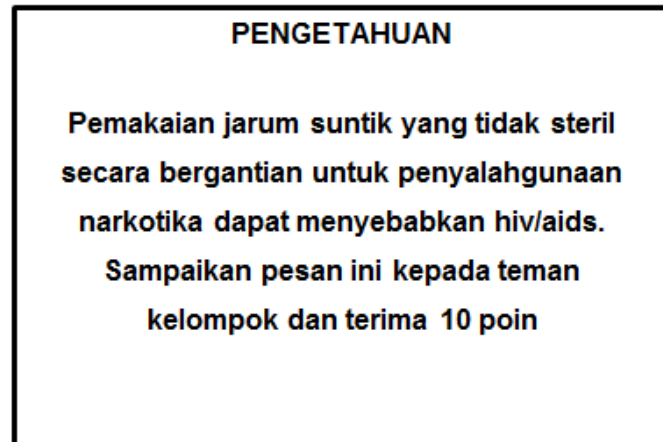 PENGETAHUAN
Pemakaian jarum suntik yang tidak steril
secara bergantian untuk penyalahgunaan
narkotika dapat menyebabkan hiv/aids.
Sampaikan pesan ini kepada teman
kelompok dan terima 10 poin